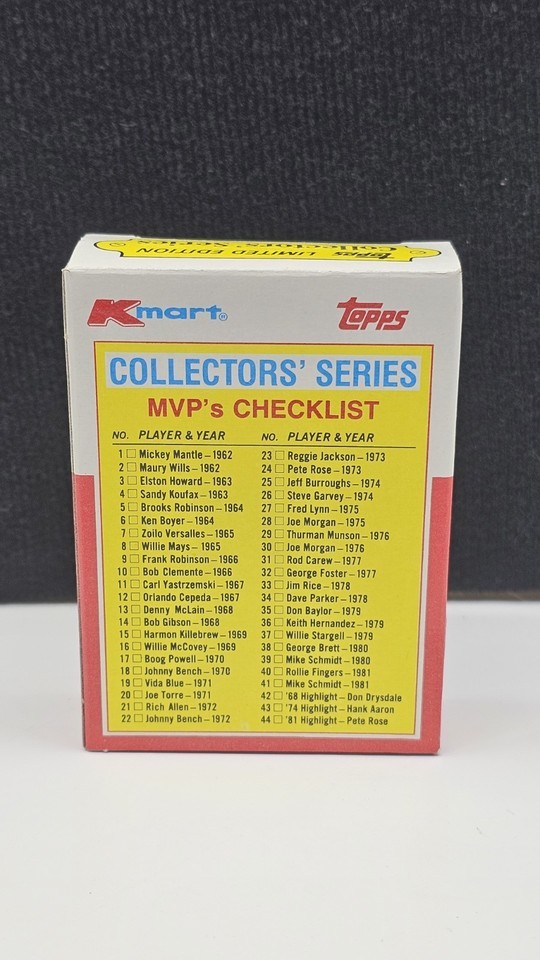 Topps LIMITED EDITION
Collectors' Series
Kmart®
Topps
COLLECTORS' SERIES
MVP's CHECKLIST
NO. PLAYER & YEAR
1 □ Mickey Mantle – 1962
2 □ Maury Wills – 1962
3 □ Elston Howard – 1963
4 □ Sandy Koufax – 1963
5 □ Brooks Robinson – 1964
6 □ Ken Boyer – 1964
7 □ Zoilo Versalles – 1965
8 □ Willie Mays – 1965
9 □ Frank Robinson – 1966
10 □ Bob Clemente – 1966
11 □ Carl Yastrzemski – 1967
12 □ Orlando Cepeda – 1967
13 □ Denny McLain – 1968
14 □ Bob Gibson – 1968
15 □ Harmon Killebrew – 1969
16 □ Willie McCovey – 1969
17 □ Boog Powell – 1970
18 □ Johnny Bench – 1970
19 □ Vida Blue – 1971
20 □ Joe Torre – 1971
21 □ Rich Allen – 1972
22 □ Johnny Bench – 1972
NO. PLAYER & YEAR
23 □ Reggie Jackson – 1973
24 □ Pete Rose – 1973
25 □ Jeff Burroughs – 1974
26 □ Steve Garvey – 1974
27 □ Fred Lynn – 1975
28 □ Joe Morgan – 1975
29 □ Thurman Munson – 1976
30 □ Joe Morgan – 1976
31 □ Rod Carew – 1977
32 □ George Foster – 1977
33 □ Jim Rice – 1978
34 □ Dave Parker – 1978
35 □ Don Baylor – 1979
36 □ Keith Hernandez – 1979
37 □ Willie Stargell – 1979
38 □ George Brett – 1980
39 □ Mike Schmidt – 1980
40 □ Rollie Fingers – 1981
41 □ Mike Schmidt – 1981
42 □ '68 Highlight – Don Drysdale
43 □ '74 Highlight – Hank Aaron
44 □ '81 Highlight – Pete Rose